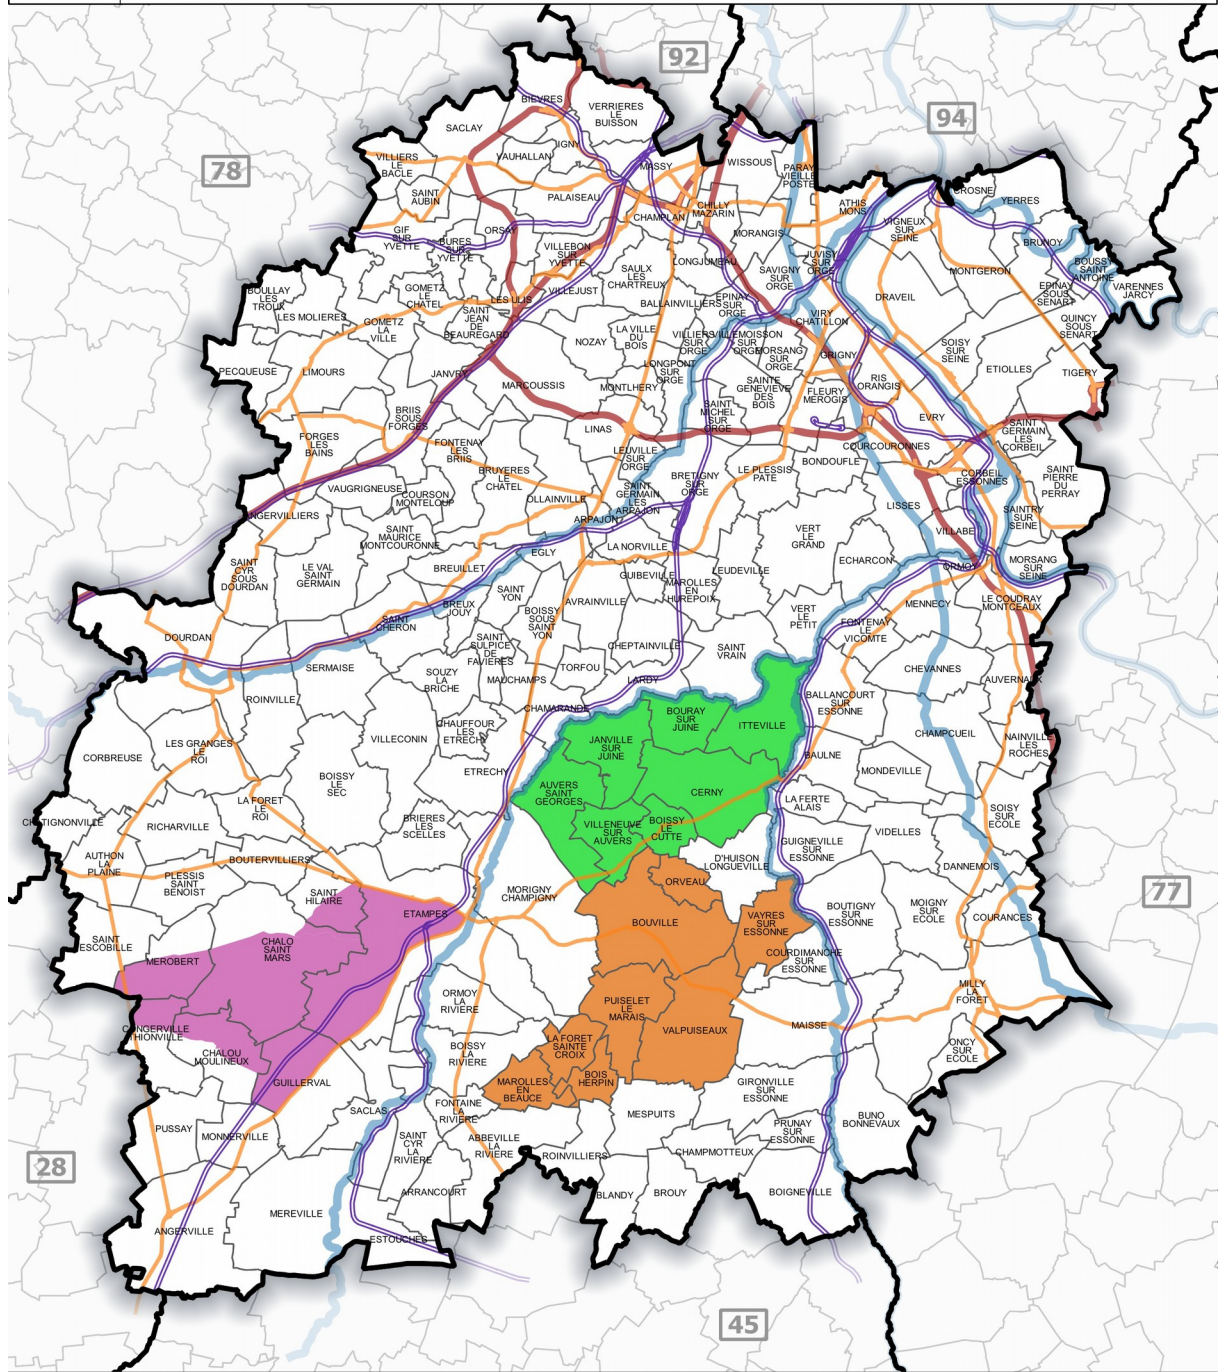 92
94
78
BIEVRES
VERRIERES
LE
BUISSON
SACLAY
IGNY
VAUHALLAN
VILLIERS
LE
BACLE
MASSY
WISSOUS
PARAY
VIEILLE
POSTE
SAINT
AUBIN
PALAISEAU
CROSNE
YERRES
CHILLY
MAZARIN
ATHIS
MONS
CHAMPLAN
VIGNEUX
SUR
SEINE
GIF
SUR
YVETTE
BURES
SUR
YVETTE
ORSAY
MORANGIS
BRUNOY
VILLEBON
SUR
YVETTE
JUVISY
SUR
ORGE
LONGJUMEAU
SAULX
LES
CHARTREUX
SAVIGNY
SUR
ORGE
MONTGERON
BOUSSY
SAINT
ANTOINE
VARENNES
JARCY
EPINAY
SOUS
SENART
BOULLAY
LES
TROUX
GOMETZ
LE
CHATEL
LES ULIS
VILLEJUST
BALLAINVILLIERS
EPINAY
SUR
ORGE
DRAVEIL
LES MOLIERES
GOMETZ
LA
VILLE
SAINT
JEAN
DE
BEAUREGARD
VIRY
CHATILLON
QUINCY
SOUS
SENART
NOZAY
LA VILLE
DU
BOIS
VILLIERS
SUR
ORGE
VILLEMOISSON
SUR
ORGE
MORSANG
SUR
ORGE
GRIGNY
SOISY
SUR
SEINE
ETIOLLES
TIGERY
PECQUEUSE
LIMOURS
JANVRY
MARCOUSSIS
MONTLHERY
LONGPONT
SUR
ORGE
SAINTE
GENEVIEVE
DES
BOIS
FLEURY
MEROGIS
RIS
ORANGIS
BRIIS
SOUS
FORGES
SAINT
MICHEL
SUR
ORGE
EVRY
LINAS
SAINT
GERMAIN
LES
CORBEIL
FORGES
LES
BAINS
FONTENAY
LES
BRIIS
LEUVILLE
SUR
ORGE
COURCOURONNES
BONDOUFLE
BRUYERES
LE
CHATEL
LE PLESSIS
PATE
BRETIGNY
SUR
ORGE
CORBEIL
ESSONNES
SAINT
PIERRE
DU
PERRAY
VAUGRIGNEUSE
COURSON
MONTELOUP
OLLAINVILLE
SAINT
GERMAIN
LES
ARPAJON
LISSES
SAINTRY
SUR
SEINE
ANGERVILLIERS
ARPAJON
SAINT
MAURICE
MONTCOURONNE
VERT
LE
GRAND
VILLABE
EGLY
LA NORVILLE
ECHARCON
ORMOY
MORSANG
SUR
SEINE
SAINT
CYR
SOUS
DOURDAN
LE VAL
SAINT
GERMAIN
BREUILLET
GUIBEVILLE
MAROLLES
EN
HUREPOIX
LEUDEVILLE
SAINT
YON
AVRAINVILLE
LE COUDRAY
MONTCEAUX
MENNECY
BREUX
JOUY
BOISSY
SOUS
SAINT
YON
VERT
LE
PETIT
FONTENAY
LE
VICOMTE
SAINT
CHERON
DOURDAN
SERMAISE
SAINT
SULPICE
DE
FAVIERES
CHEPTAINVILLE
SAINT
VRAIN
CHEVANNES
SOUZY
LA
BRICHE
MAUCHAMPS
TORFOU
LARDY
AUVERNAUX
ROINVILLE
CHAMARANDE
BALLANCOURT
SUR
ESSONNE
BOURAY
SUR
JUINE
ITTEVILLE
CHAUFFOUR
LES
ETRECHY
CHAMPCUEIL
NAINVILLE
LES
ROCHES
VILLECONIN
LES GRANGES
LE
ROI
JANVILLE
SUR
JUINE
BAULNE
CORBREUSE
ETRECHY
MONDEVILLE
BOISSY
LE
SEC
AUVERS
SAINT
GEORGES
CERNY
LA FERTE
ALAIS
LA FORET
LE
ROI
SOISY
SUR
ECOLE
CHATIGNONVILLE
RICHARVILLE
BRIERES
LES
SCELLES
VILLENEUVE
SUR
AUVERS
BOISSY
LE
CUTTE
VIDELLES
GUIGNEVILLE
SUR
ESSONNE
AUTHON
LA
PLAINE
BOUTERVILLIERS
D'HUISON
LONGUEVILLE
DANNEMOIS
PLESSIS
SAINT
BENOIST
ORVEAU
77
SAINT
HILAIRE
MORIGNY
CHAMPIGNY
ETAMPES
BOUVILLE
VAYRES
SUR
ESSONNE
BOUTIGNY
SUR
ESSONNE
MOIGNY
SUR
ECOLE
COURANCES
SAINT
ESCOBILLE
CHALO
SAINT
MARS
MEROBERT
COURDIMANCHE
SUR
ESSONNE
ORMOY
LA
RIVIERE
MILLY
LA
FORET
PUISELET
LE
MARAIS
CONGERVILLE
THIONVILLE
VALPUISEAUX
MAISSE
LA FORET
SAINTE
CROIX
BOISSY
LA
RIVIERE
ONCY
SUR
ECOLE
CHALOU
MOULINEUX
GUILLERVAL
MAROLLES
EN
BEAUCE
BOIS
HERPIN
GIRONVILLE
SUR
ESSONNE
SACLAS
FONTAINE
LA
RIVIERE
MESPUITS
BUNO
BONNEVAUX
PUSSAY
MONNERVILLE
PRUNAY
SUR
ESSONNE
SAINT
CYR
LA
RIVIERE
ABBEVILLE
LA
RIVIERE
ROINVILLIERS
CHAMPMOTTEUX
28
ARRANCOURT
BLANDY
BROUY
BOIGNEVILLE
MEREVILLE
ANGERVILLE
ESTOUCHES
45